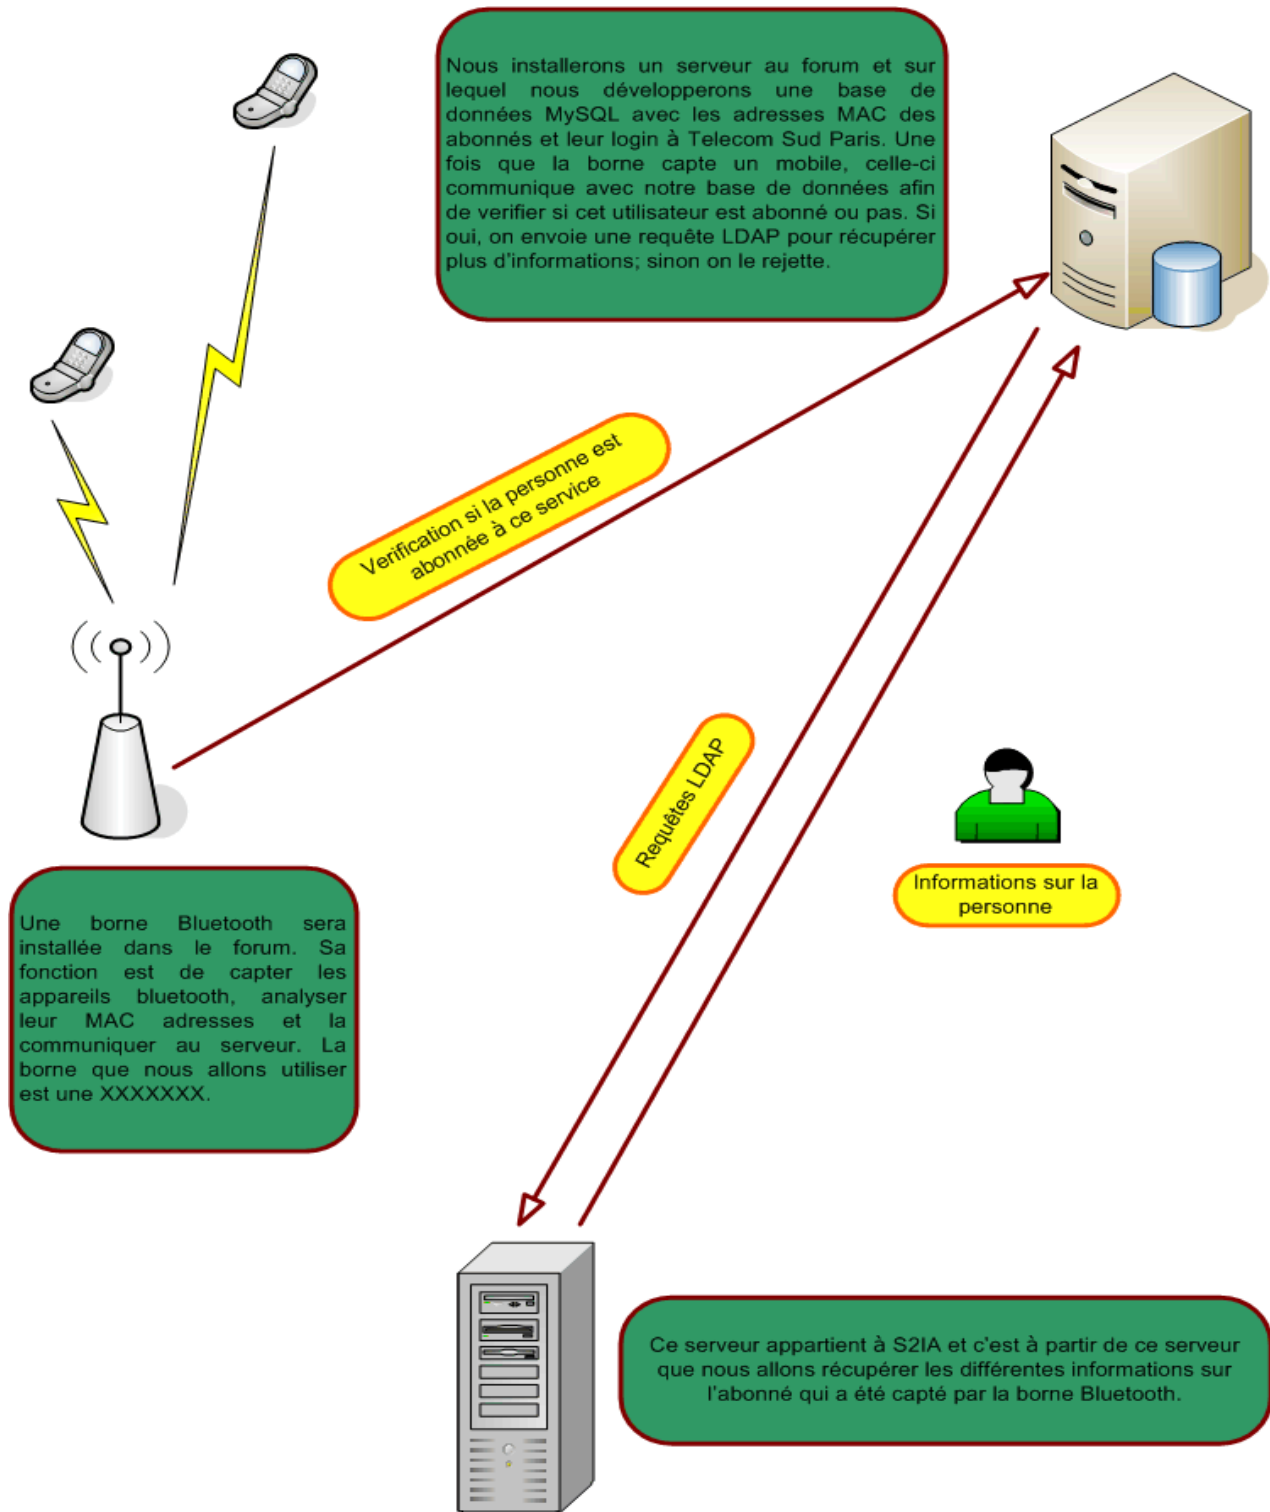 Nous installerons un serveur au forum et sur
lequel nous développerons une base de
données MySQL avec les adresses MAC des
abonnés et leur login à Telecom Sud Paris. Une
fois que la borne capte un mobile, celle-ci
communique avec notre base de données afin
de verifier si cet utilisateur est abonné ou pas. Si
oui, on envoie une requête LDAP pour récupérer
plus d'informations; sinon on le rejette.
Verification si la personne est
abonnée à ce service
Requêtes LDAP
Informations sur la
personne
Une borne Bluetooth sera
installée dans le forum. Sa
fonction est de capter les
appareils bluetooth, analyser
leur MAC adresses et la
communiquer au serveur. La
borne que nous allons utiliser
est une XXXXXXX.
Ce serveur appartient à S2IA et c'est à partir de ce serveur
que nous allons récupérer les différentes informations sur
l'abonné qui a été capté par la borne Bluetooth.